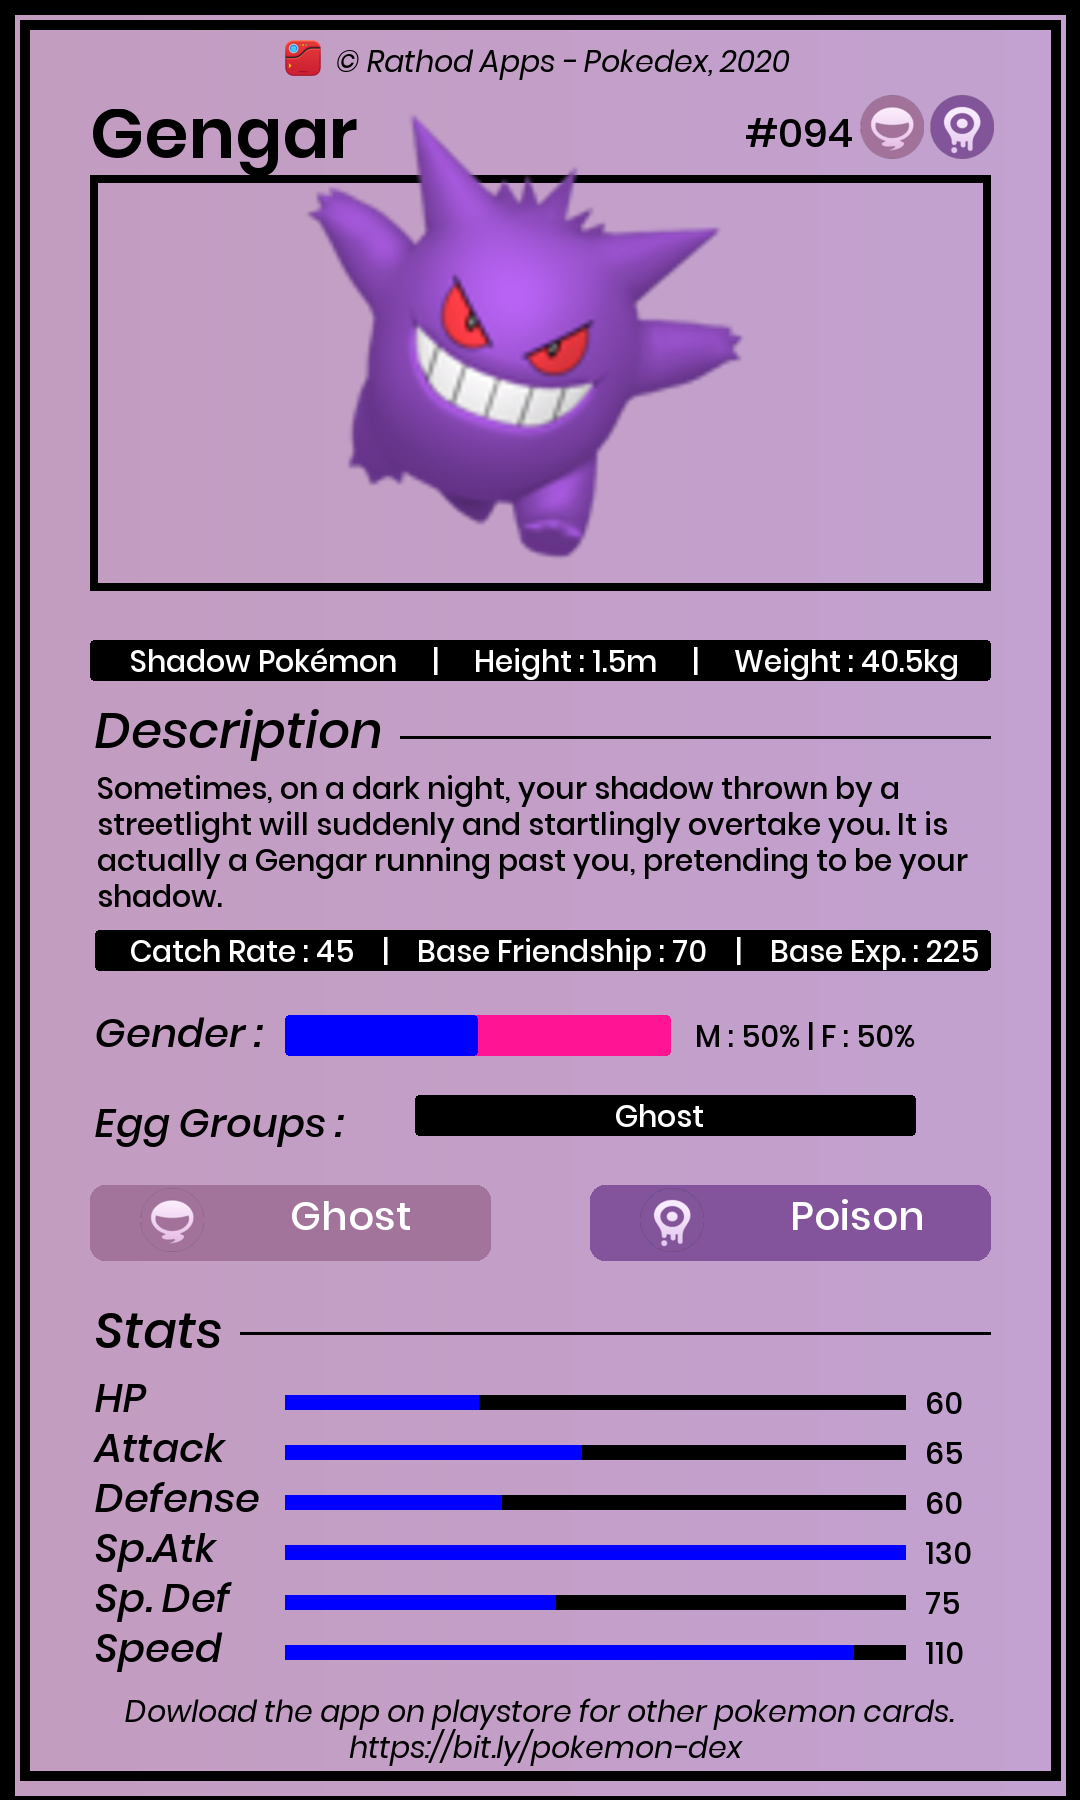 © Rathod Apps - Pokedex, 2020
Gengar
#094
Shadow Pokémon | Height : 1.5m | Weight : 40.5kg
Description
Sometimes, on a dark night, your shadow thrown by a
streetlight will suddenly and startlingly overtake you. It is
actually a Gengar running past you, pretending to be your
shadow.
Catch Rate : 45 | Base Friendship : 70 | Base Exp. : 225
Gender : M : 50% | F : 50%
Egg Groups : Ghost
Ghost Poison
Stats
HP 60
Attack 65
Defense 60
Sp.Atk 130
Sp. Def 75
Speed 110
Dowload the app on playstore for other pokemon cards.
https://bit.ly/pokemon-dex